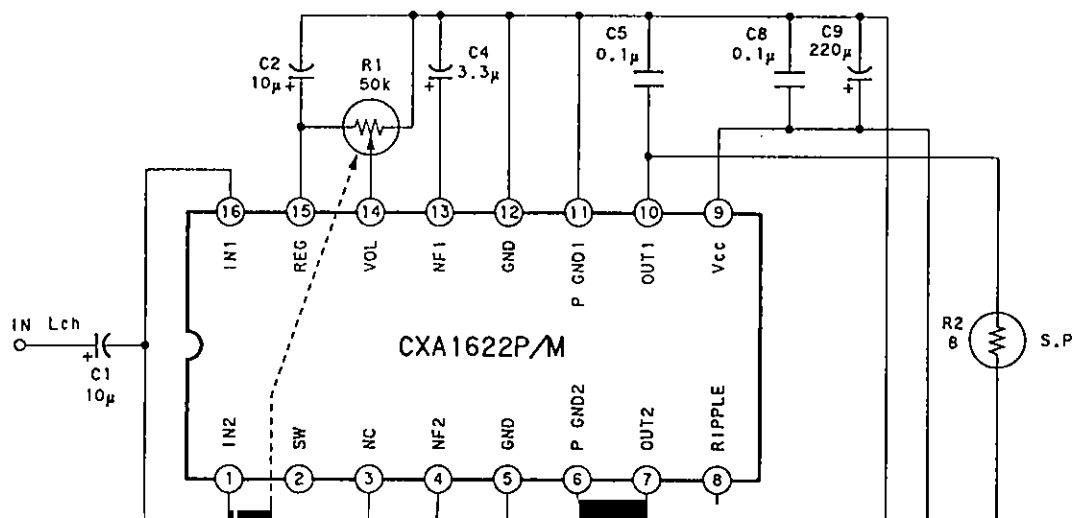 C2
10μ
R1
50k
C4
3.3μ
C5
0.1μ
C8
0.1μ
C9
220μ
16
15
14
13
12
11
10
9
IN1
REG
VOL
NF1
GND
P GND1
OUT1
Vcc
IN
Lch
C1
10μ
CXA1622P/M
R2
8
S.P
IN2
SW
NC
NF2
GND
P GND2
OUT2
RIPPLE
1
2
3
4
5
6
7
8